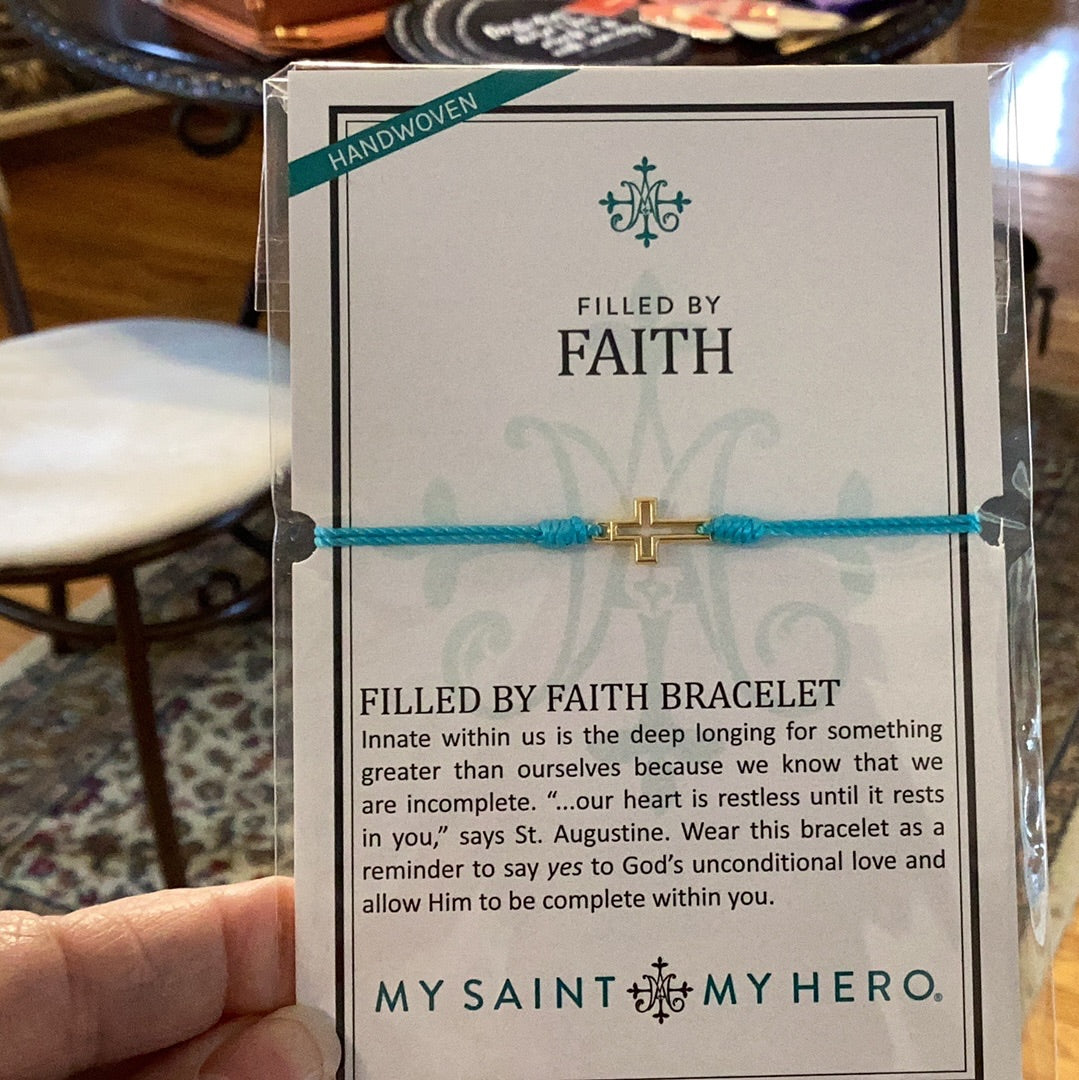 HANDWOVEN
FILLED BY
FAITH
FILLED BY FAITH BRACELET
Innate within us is the deep longing for something
greater than ourselves because we know that we
are incomplete. “...our heart is restless until it rests
in you,” says St. Augustine. Wear this bracelet as a
reminder to say yes to God’s unconditional love and
allow Him to be complete within you.
MY SAINT MY HERO®